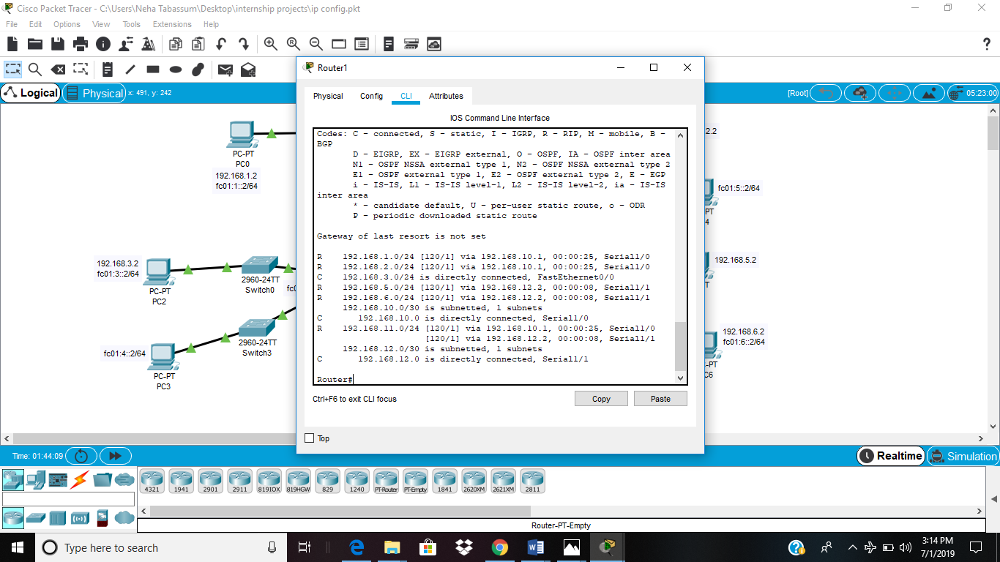 Cisco Packet Tracer - C:\Users\Neha Tabassum\Desktop\internship projects\ip config.pkt
File Edit Options View Tools Extensions Help
Logical Physical x: 491, y: 242 [Root] 05:23:00
PC-PT
PC0
192.168.1.2
fc01:1::2/64
192.168.3.2
fc01:3::2/64
PC-PT
PC2
2960-24TT
Switch0
fc0
2960-24TT
Switch3
fc01:4::2/64
PC-PT
PC3
Router1
Physical Config CLI Attributes
IOS Command Line Interface
Codes: C - connected, S - static, I - IGRP, R - RIP, M - mobile, B -
BGP
D - EIGRP, EX - EIGRP external, O - OSPF, IA - OSPF inter area
N1 - OSPF NSSA external type 1, N2 - OSPF NSSA external type 2
E1 - OSPF external type 1, E2 - OSPF external type 2, E - EGP
i - IS-IS, L1 - IS-IS level-1, L2 - IS-IS level-2, ia - IS-IS
inter area
* - candidate default, U - per-user static route, o - ODR
P - periodic downloaded static route
Gateway of last resort is not set
R 192.168.1.0/24 [120/1] via 192.168.10.1, 00:00:25, Serial1/0
R 192.168.2.0/24 [120/1] via 192.168.10.1, 00:00:25, Serial1/0
C 192.168.3.0/24 is directly connected, FastEthernet0/0
R 192.168.5.0/24 [120/1] via 192.168.12.2, 00:00:08, Serial1/1
R 192.168.6.0/24 [120/1] via 192.168.12.2, 00:00:08, Serial1/1
192.168.10.0/30 is subnetted, 1 subnets
C 192.168.10.0 is directly connected, Serial1/0
R 192.168.11.0/24 [120/1] via 192.168.10.1, 00:00:25, Serial1/0
[120/1] via 192.168.12.2, 00:00:08, Serial1/1
192.168.12.0/30 is subnetted, 1 subnets
C 192.168.12.0 is directly connected, Serial1/1
Router#
Ctrl+F6 to exit CLI focus
Copy Paste
Top
2.2
fc01:5::2/64
PT
4
192.168.5.2
T
192.168.6.2
fc01:6::2/64
-PT
C6
Time: 01:44:09 Realtime Simulation
4321 1941 2901 2911 819IOX 819HGW 829 1240 PT-Router PT-Empty 1841 2620XM 2621XM 2811
Router-PT-Empty
Type here to search
3:14 PM
7/1/2019